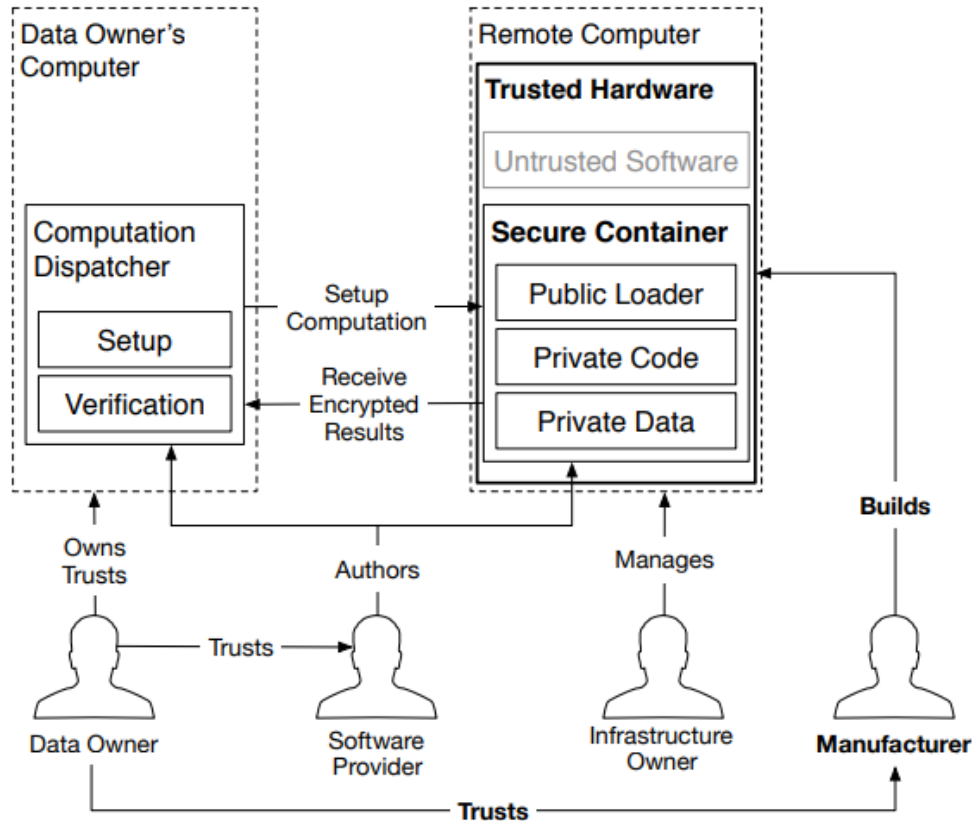 Data Owner's
Computer
Computation
Dispatcher
Setup
Verification
Setup
Computation
Receive
Encrypted
Results
Remote Computer
Trusted Hardware
Untrusted Software
Secure Container
Public Loader
Private Code
Private Data
Owns
Trusts
Authors
Manages
Builds
Trusts
Data Owner
Software
Provider
Infrastructure
Owner
Manufacturer
Trusts